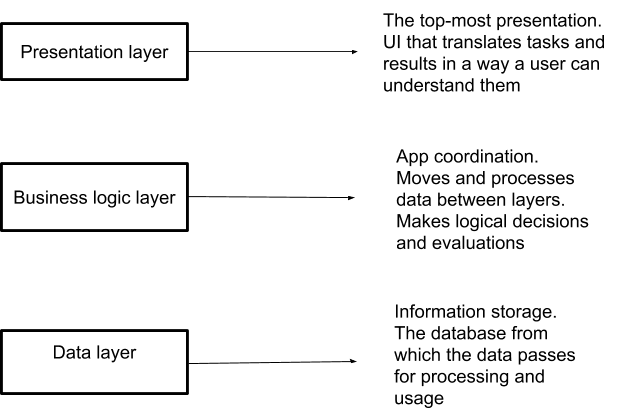 Presentation layer
The top-most presentation.
UI that translates tasks and
results in a way a user can
understand them
Business logic layer
App coordination.
Moves and processes
data between layers.
Makes logical decisions
and evaluations
Data layer
Information storage.
The database from
which the data passes
for processing and
usage